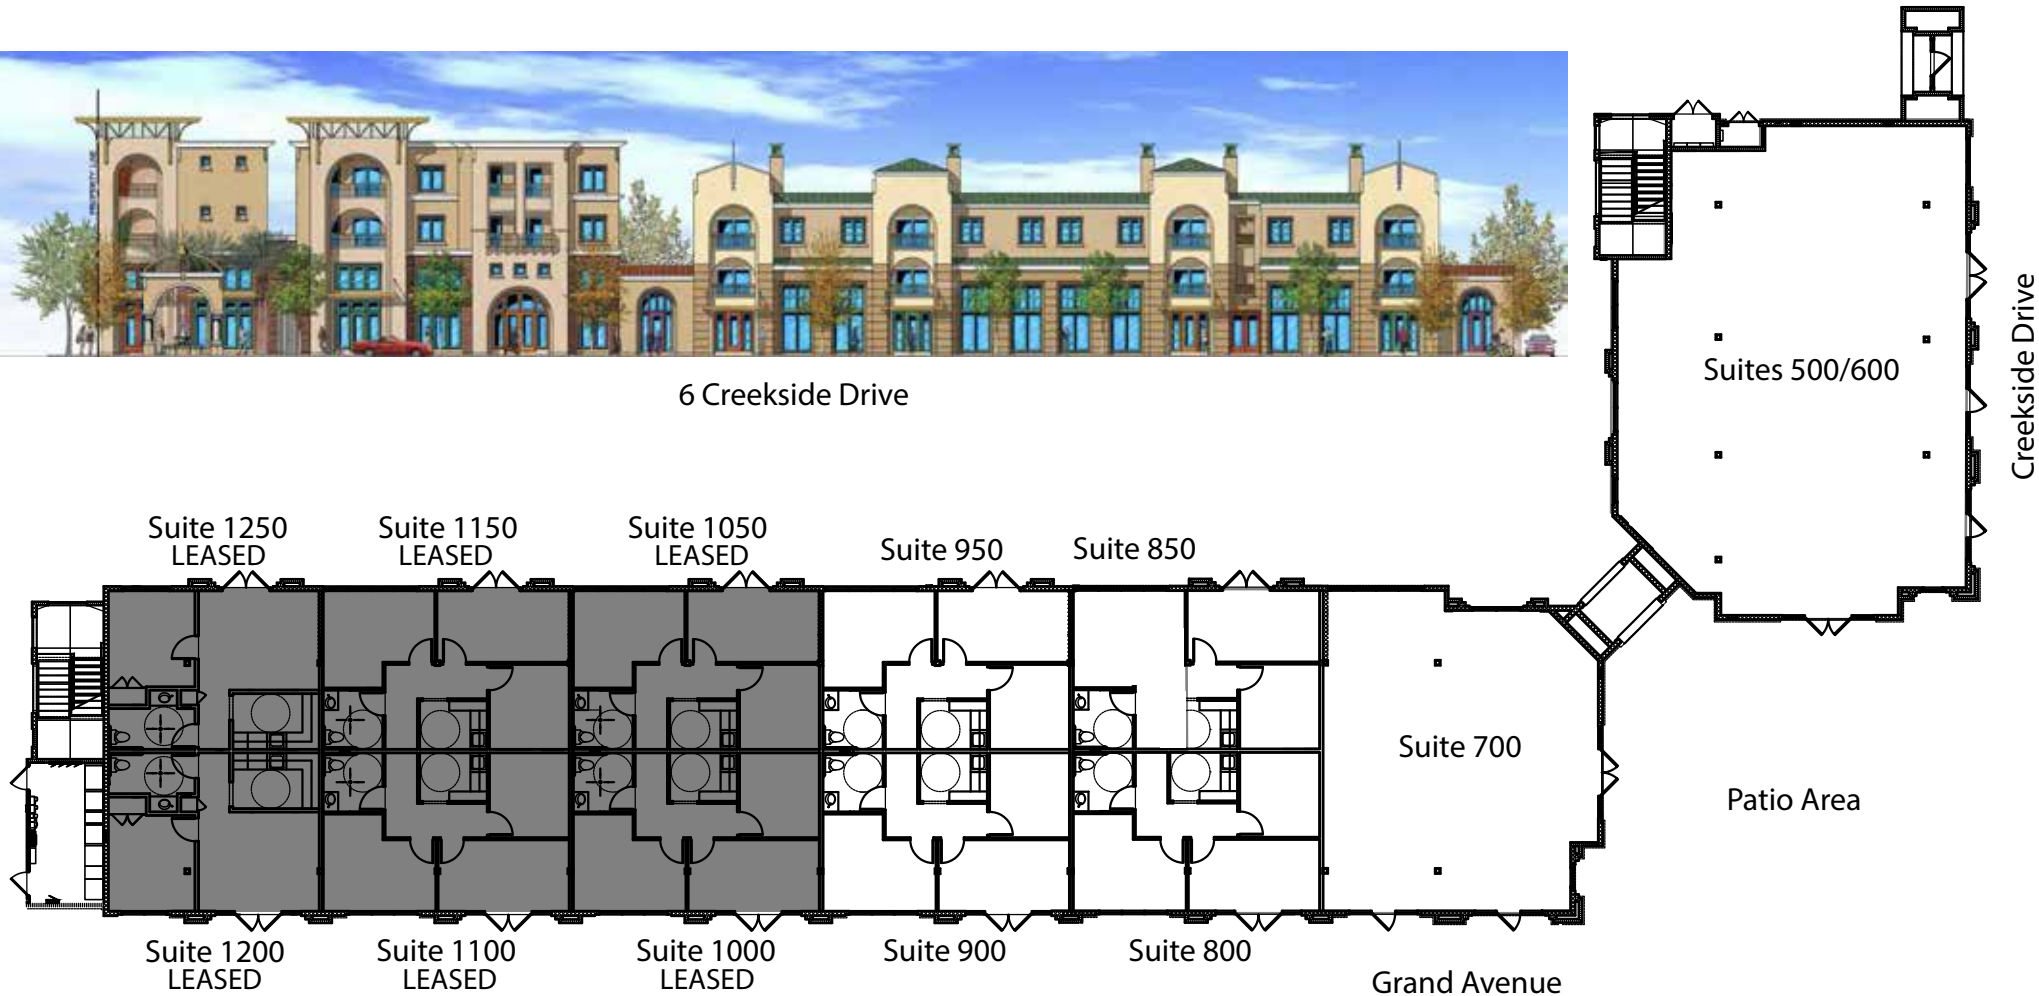 PROPERTY LINE
6 Creekside Drive
Suites 500/600
Creekside Drive
Suite 1250
LEASED
Suite 1150
LEASED
Suite 1050
LEASED
Suite 950
Suite 850
Suite 700
Patio Area
Suite 1200
LEASED
Suite 1100
LEASED
Suite 1000
LEASED
Suite 900
Suite 800
Grand Avenue